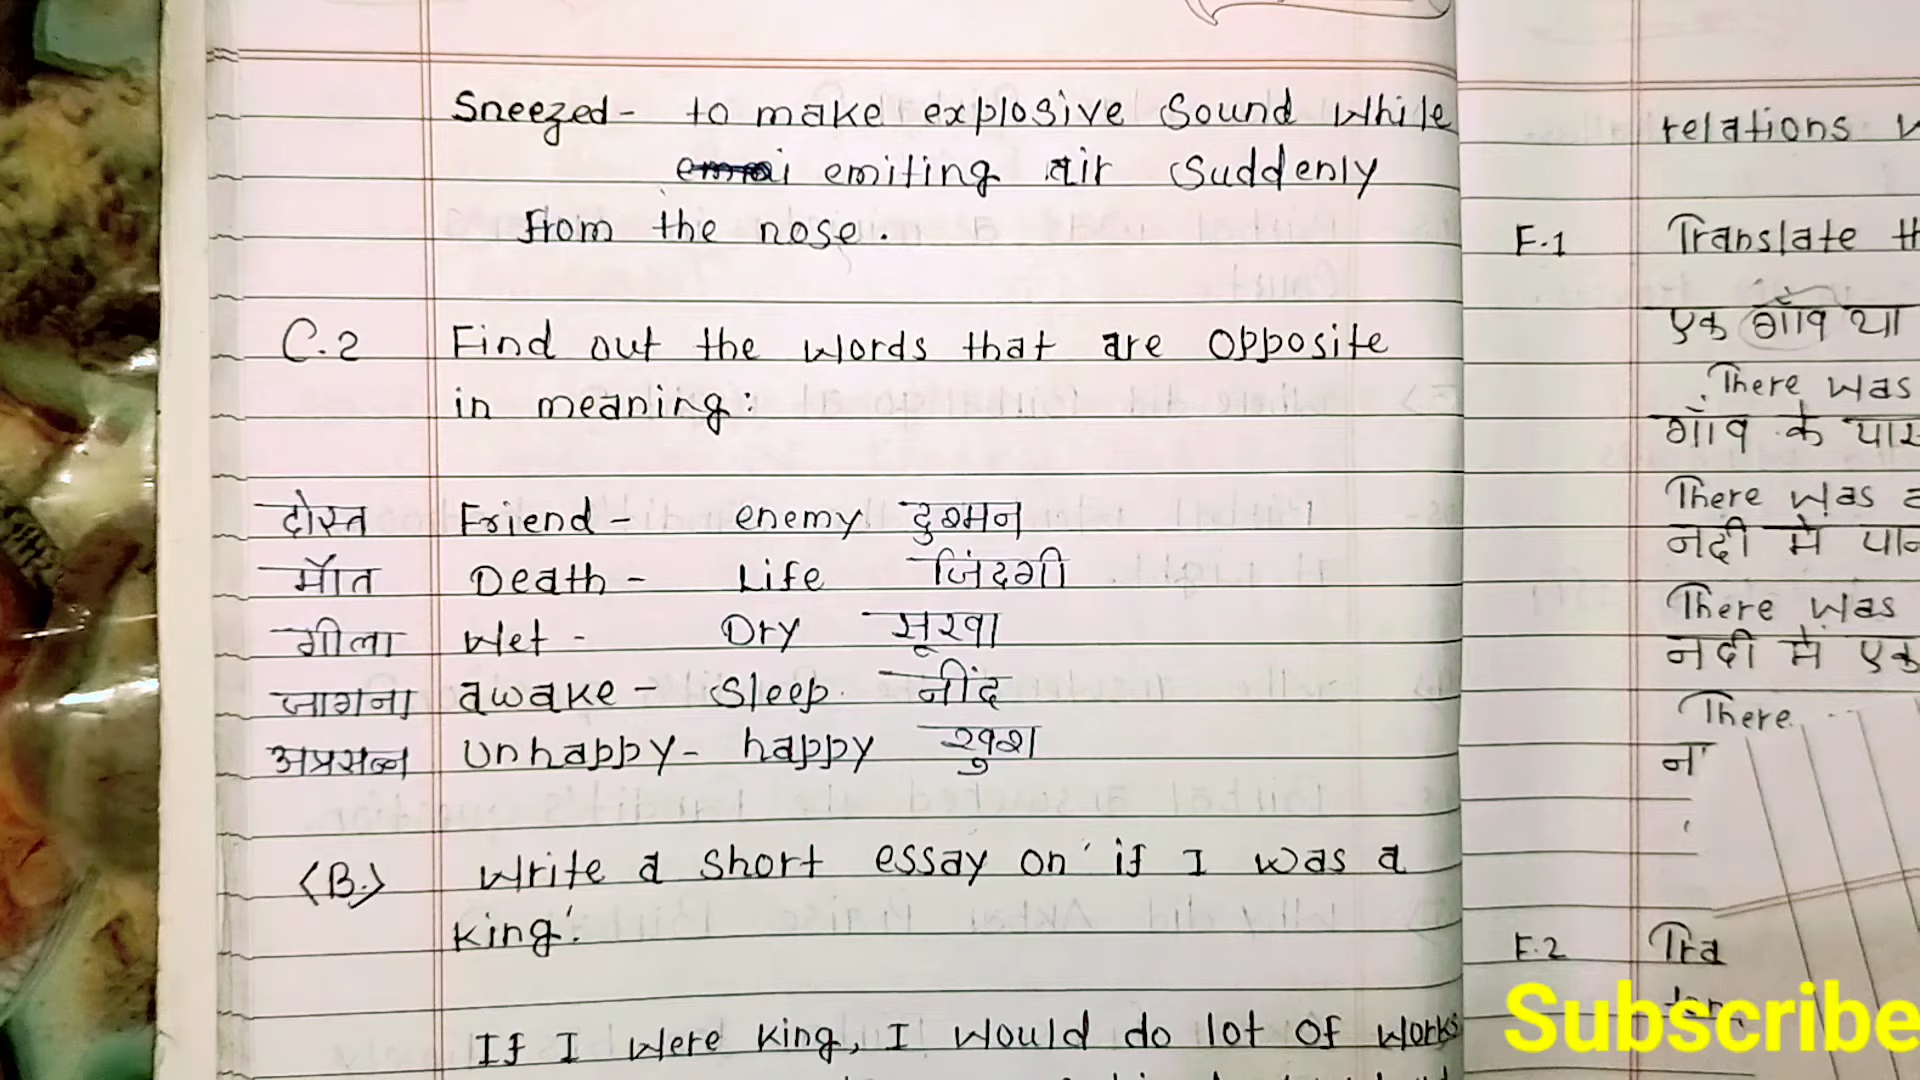 Sneezed - to make explosive Sound while
emiting air Suddenly
from the nose.
C.2 Find out the words that are opposite
in meaning:
दोस्त Friend - enemy दुश्मन
मौत Death - Life जिंदगी
गीला Wet - Dry सूखा
जागना awake - Sleep. नींद
अप्रसन्न Unhappy - happy खुश
(B.) Write a short essay on 'if I was a
king'.
If I were king, I would do lot of works
relations
F.1 Translate
एक गाँव था
There was
गाँव के पास
There was a
नदी में
There was
नदी में एक
There
F.2
Subscribe